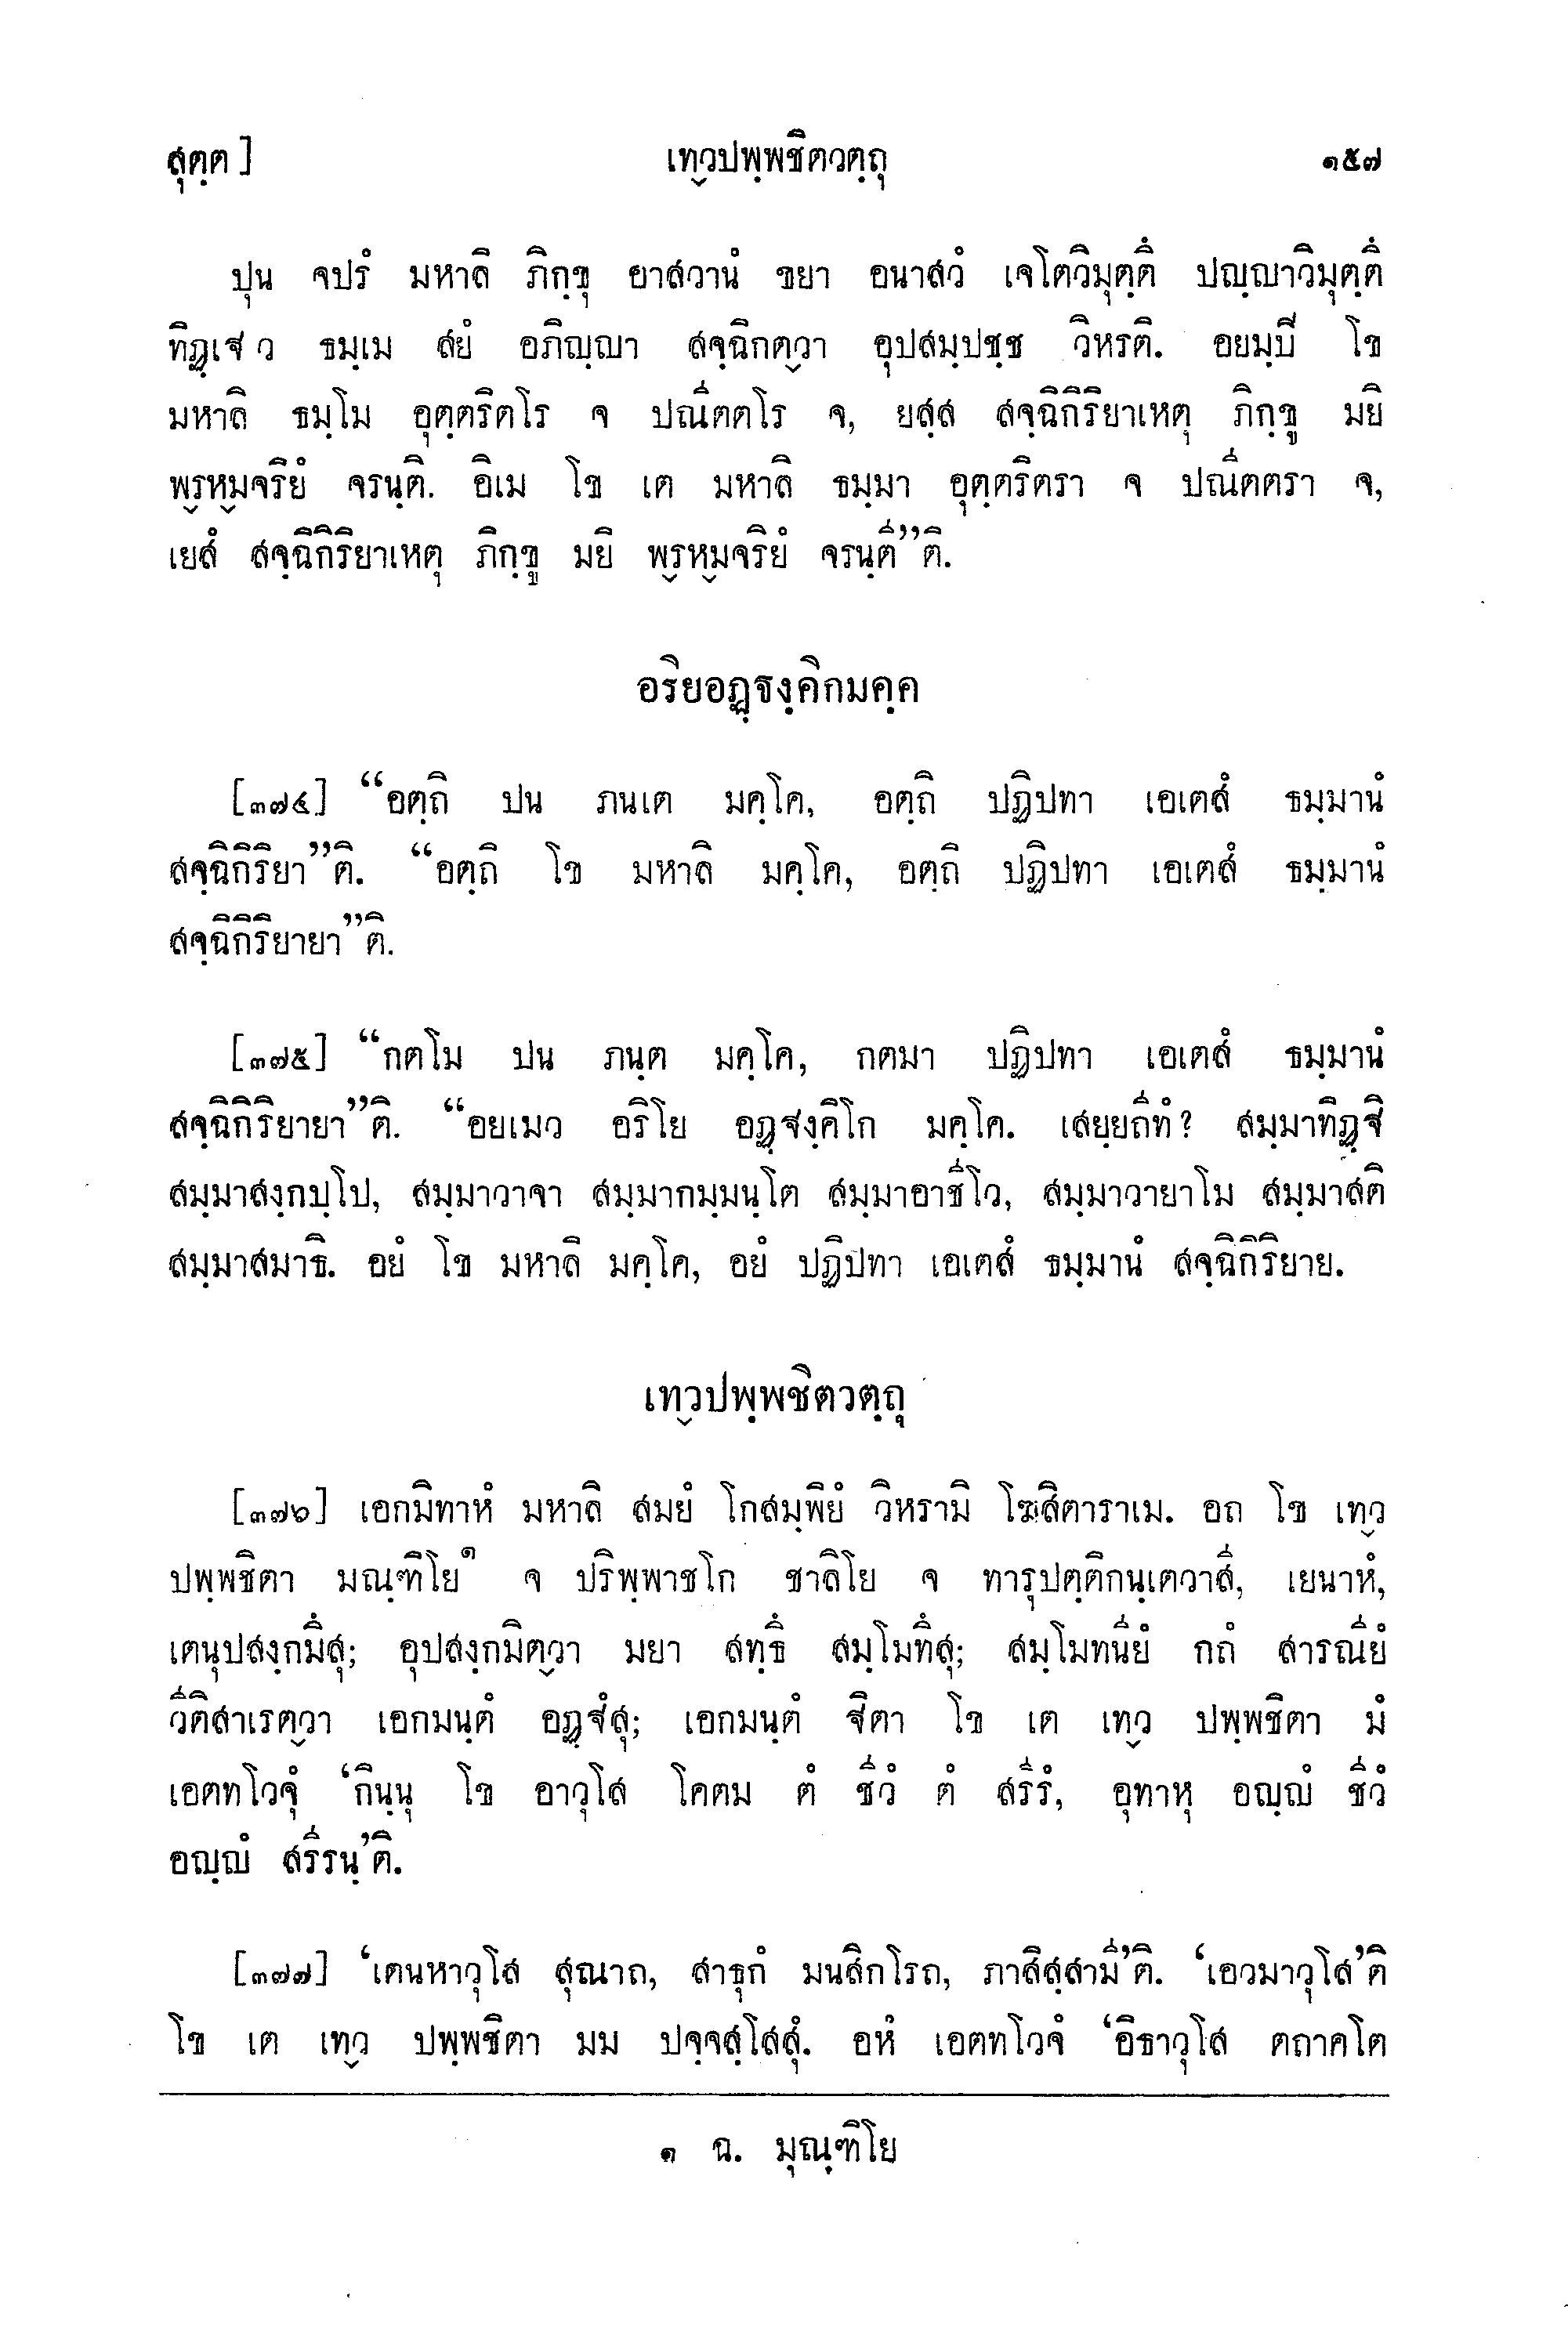 สุตฺต]
เทฺวปพฺพชิตวตฺถุ
๑๕๗
ปุน จปรํ มหาลิ ภิกฺขุ อาสวานํ ขยา อนาสวํ เจโตวิมุตฺตึ ปญฺญาวิมุตฺตึ
ทิฏฺเฐว ธมฺเม สยํ อภิญฺญา สจฺฉิกตฺวา อุปสมฺปชฺช วิหรติ. อยมฺปี โข
มหาลิ ธมฺโม อุตฺตริตโร จ ปณีตตโร จ, ยสฺส สจฺฉิกิริยาเหตุ ภิกฺขู มยิ
พฺรหฺมจริยํ จรนฺติ. อิเม โข เต มหาลิ ธมฺมา อุตฺตริตรา จ ปณีตตรา จ,
เยสํ สจฺฉิกิริยาเหตุ ภิกฺขู มยิ พฺรหฺมจริยํ จรนฺตี”ติ.
อริยอฏฺฐงฺคิกมคฺค
[๓๗๔] “อตฺถิ ปน ภนเต มคฺโค, อตฺถิ ปฏิปทา เอเตสํ ธมฺมานํ
สจฺฉิกิริยา”ติ. “อตฺถิ โข มหาลิ มคฺโค, อตฺถิ ปฏิปทา เอเตสํ ธมฺมานํ
สจฺฉิกิริยายา”ติ.
[๓๗๕] “กตโม ปน ภนฺต มคฺโค, กตมา ปฏิปทา เอเตสํ ธมฺมานํ
สจฺฉิกิริยายา”ติ. “อยเมว อริโย อฏฺฐงฺคิโก มคฺโค. เสยฺยถีทํ? สมฺมาทิฏฺฐิ
สมฺมาสงฺกปฺโป, สมฺมาวาจา สมฺมากมฺมนฺโต สมฺมาอาชีโว, สมฺมาวายาโม สมฺมาสติ
สมฺมาสมาธิ. อยํ โข มหาลิ มคฺโค, อยํ ปฏิปทา เอเตสํ ธมฺมานํ สจฺฉิกิริยาย.
เทฺวปพฺพชิตวตฺถุ
[๓๗๖] เอกมิทาหํ มหาลิ สมยํ โกสมฺพิยํ วิหรามิ โฆสิตาราเม. อถ โข เทฺว
ปพฺพชิตา มณฺฑิโย๑ จ ปริพฺพาชโก ชาลิโย จ ทารุปตฺติกนฺเตวาสี, เยนาหํ,
เตนุปสงฺกมึสุ; อุปสงฺกมิตฺวา มยา สทฺธึ สมฺโมทึสุ; สมฺโมทนียํ กถํ สารณียํ
วีติสาเรตฺวา เอกมนฺตํ อฏฺฐํสุ; เอกมนฺตํ ฐิตา โข เต เทฺว ปพฺพชิตา มํ
เอตทโวจุํ ‘กินฺนุ โข อาวุโส โคตม ตํ ชีวํ ตํ สรีรํ, อุทาหุ อญฺญํ ชีวํ
อญฺญํ สรีรนฺ’ติ.
[๓๗๗] ‘เตนหาวุโส สุณาถ, สาธุกํ มนสิกโรถ, ภาสิสฺสามี’ติ. ‘เอวมาวุโส’ติ
โข เต เทฺว ปพฺพชิตา มม ปจฺจสฺโสสุํ. อหํ เอตทโวจํ ‘อิธาวุโส ตถาคโต
๑ ฉ. มุณฺฑิโย